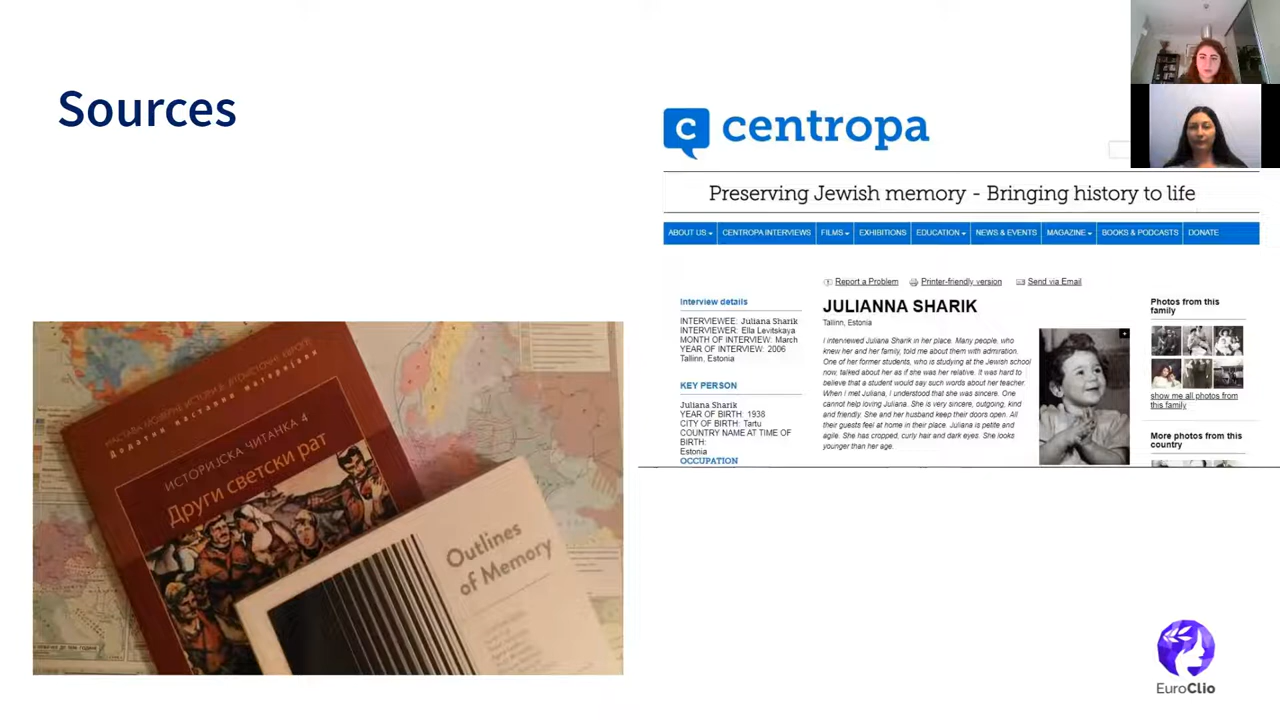 Sources
centropa
Preserving Jewish memory - Bringing history to life
ABOUT US
CENTROPA INTERVIEWS
FILMS
EXHIBITIONS
EDUCATION
NEWS & EVENTS
MAGAZINE
BOOKS & PODCASTS
DONATE
Report a Problem
Printer-friendly version
Send via Email
Interview details
INTERVIEWEE: Juliana Sharik
INTERVIEWER: Ella Levitskaya
MONTH OF INTERVIEW: March
YEAR OF INTERVIEW: 2006
Tallinn, Estonia
KEY PERSON
Juliana Sharik
YEAR OF BIRTH: 1938
CITY OF BIRTH: Tartu
COUNTRY NAME AT TIME OF
BIRTH:
Estonia
OCCUPATION
JULIANNA SHARIK
Tallinn, Estonia
I interviewed Juliana Sharik in her place. Many people, who
knew her and her family, told me about them with admiration.
One of her former students, who is studying at the Jewish school
now, talked about her as if she was her relative. It was hard to
believe that a student would say such words about her teacher.
When I met Juliana, I understood that she was sincere. One
cannot help loving Juliana. She is very sincere, outgoing, kind
and friendly. She and her husband keep their doors open. All
their guests feel at home in their place. Juliana is petite and
agile. She has cropped, curly hair and dark eyes. She looks
younger than her age.
Photos from this
family
show me all photos from
this family
More photos from this
country
НАСТАВА МОДЕРНЕ ИСТОРИЈЕ ЈУГОИСТОЧНЕ ЕВРОПЕ
Додатни наставни материјали
ИСТОРИЈСКА ЧИТАНКА 4
Други светски рат
Outlines
of Memory
EuroClio